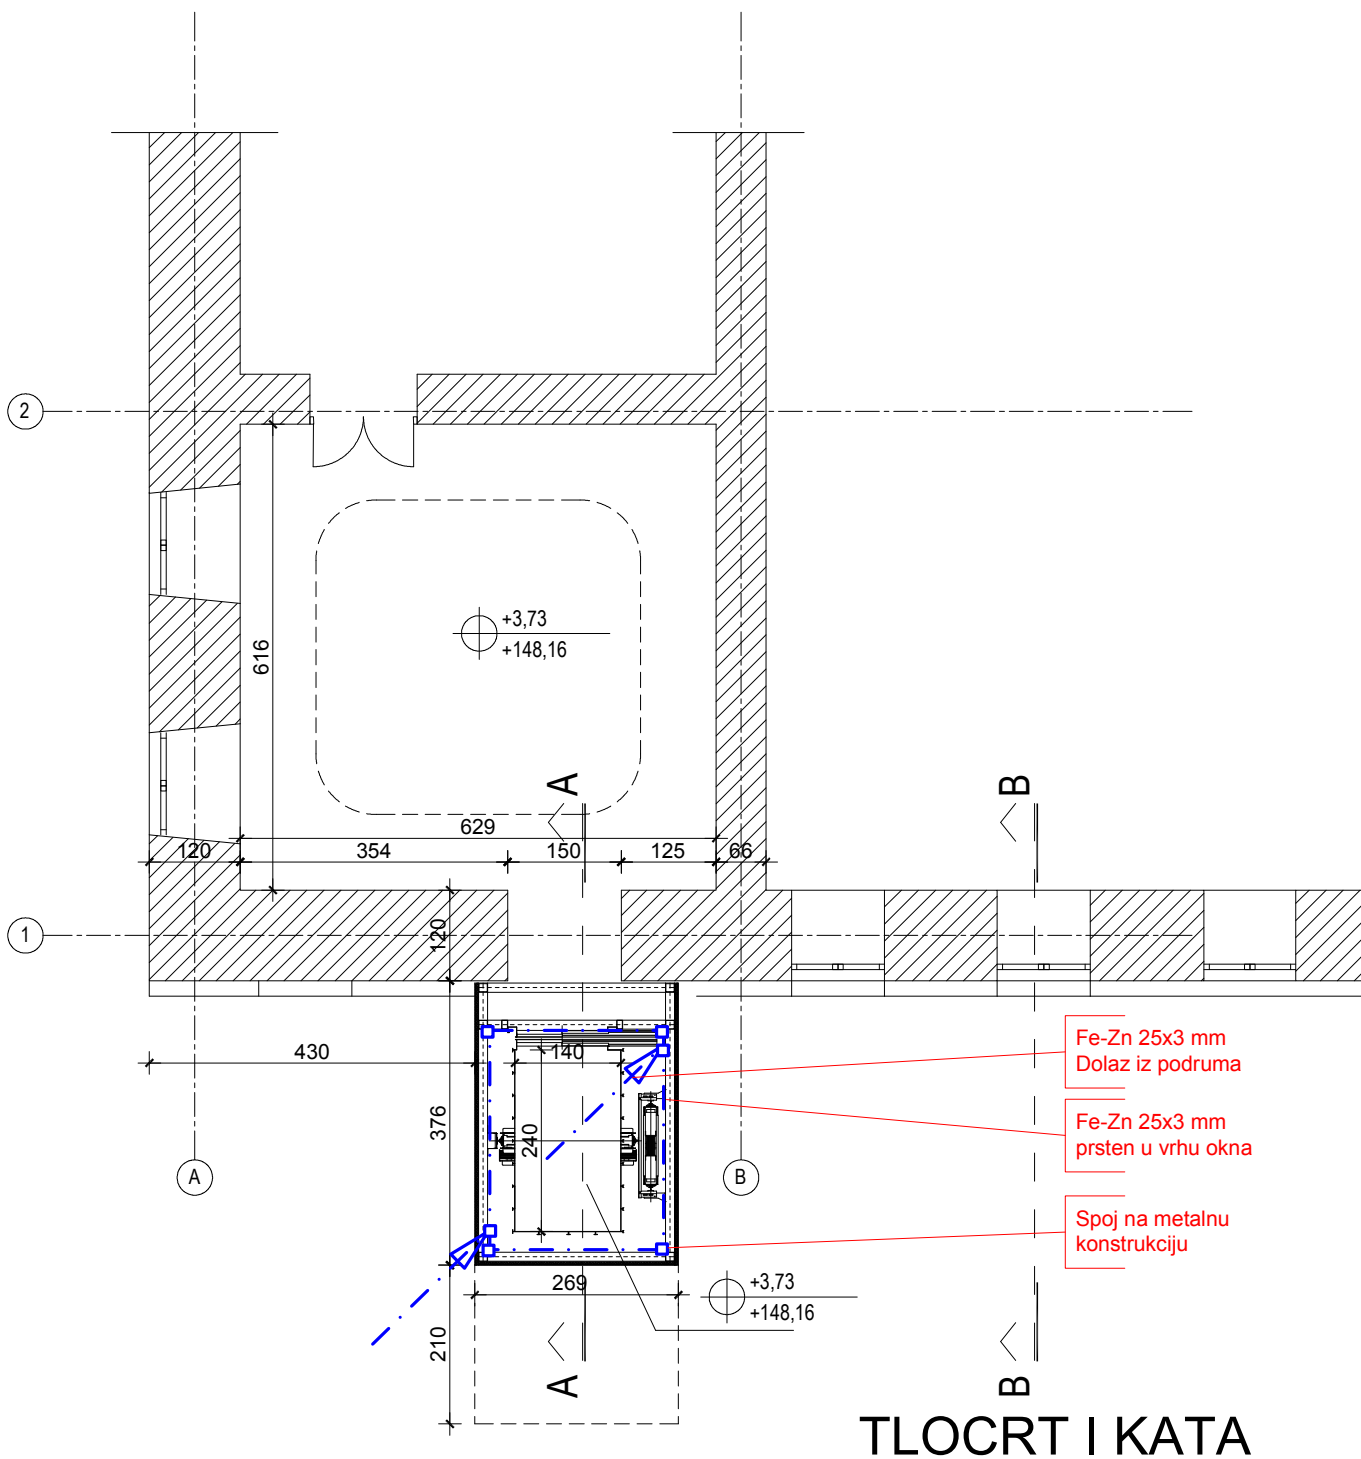 2
+3,73
+148,16
616
A
B
629
120
354
150
125
66
120
1
430
140
Fe-Zn 25x3 mm
Dolaz iz podruma
376
240
Fe-Zn 25x3 mm
prsten u vrhu okna
A
B
Spoj na metalnu
konstrukciju
269
+3,73
+148,16
210
A
B
TLOCRT I KATA